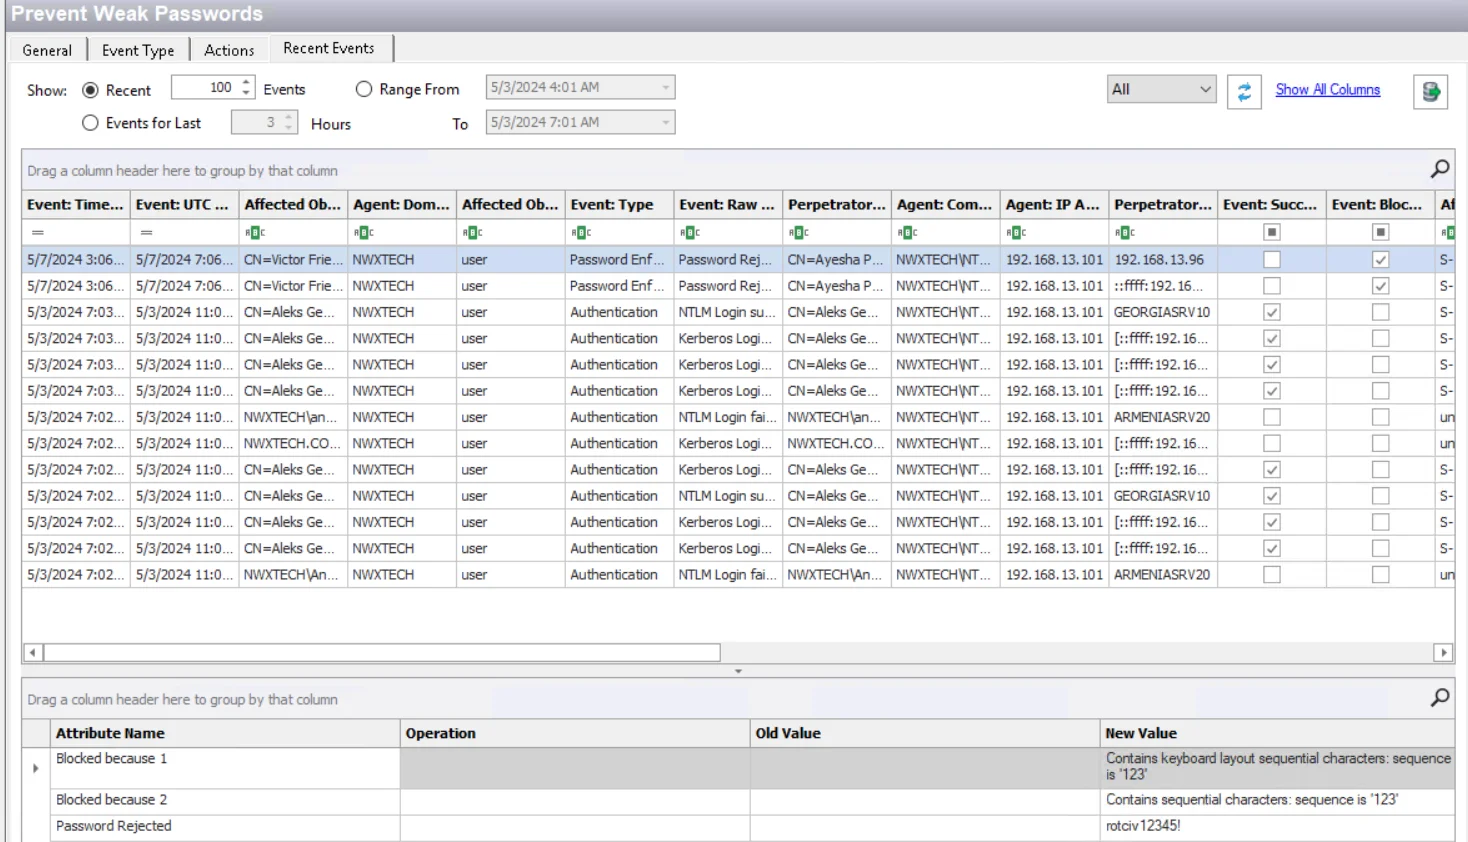 Prevent Weak Passwords
General Event Type Actions Recent Events
Show: Recent 100 Events Range From 5/3/2024 4:01 AM All Show All Columns
Events for Last 3 Hours To 5/3/2024 7:01 AM
Drag a column header here to group by that column
Event: Time... Event: UTC ... Affected Ob... Agent: Dom... Affected Ob... Event: Type Event: Raw ... Perpetrator... Agent: Com... Agent: IP A... Perpetrator... Event: Succ... Event: Bloc... Af
= = ABC ABC ABC ABC ABC ABC ABC ABC ABC AB
5/7/2024 3:06... 5/7/2024 7:06... CN=Victor Frie... NWXTECH user Password Enf... Password Rej... CN=Ayesha P... NWXTECH\NT... 192.168.13.101 192.168.13.96 S-
5/7/2024 3:06... 5/7/2024 7:06... CN=Victor Frie... NWXTECH user Password Enf... Password Rej... CN=Ayesha P... NWXTECH\NT... 192.168.13.101 ::ffff:192.16... S-
5/3/2024 7:03... 5/3/2024 11:0... CN=Aleks Ge... NWXTECH user Authentication NTLM Login su... CN=Aleks Ge... NWXTECH\NT... 192.168.13.101 GEORGIASRV10 S-
5/3/2024 7:03... 5/3/2024 11:0... CN=Aleks Ge... NWXTECH user Authentication Kerberos Logi... CN=Aleks Ge... NWXTECH\NT... 192.168.13.101 [::ffff:192.16... S-
5/3/2024 7:03... 5/3/2024 11:0... CN=Aleks Ge... NWXTECH user Authentication Kerberos Logi... CN=Aleks Ge... NWXTECH\NT... 192.168.13.101 [::ffff:192.16... S-
5/3/2024 7:03... 5/3/2024 11:0... CN=Aleks Ge... NWXTECH user Authentication Kerberos Logi... CN=Aleks Ge... NWXTECH\NT... 192.168.13.101 [::ffff:192.16... S-
5/3/2024 7:02... 5/3/2024 11:0... NWXTECH\an... NWXTECH user Authentication NTLM Login fai... NWXTECH\an... NWXTECH\NT... 192.168.13.101 ARMENIASRV20 un
5/3/2024 7:02... 5/3/2024 11:0... NWXTECH.CO... NWXTECH user Authentication Kerberos Logi... NWXTECH.CO... NWXTECH\NT... 192.168.13.101 [::ffff:192.16... un
5/3/2024 7:02... 5/3/2024 11:0... CN=Aleks Ge... NWXTECH user Authentication Kerberos Logi... CN=Aleks Ge... NWXTECH\NT... 192.168.13.101 [::ffff:192.16... S-
5/3/2024 7:02... 5/3/2024 11:0... CN=Aleks Ge... NWXTECH user Authentication NTLM Login su... CN=Aleks Ge... NWXTECH\NT... 192.168.13.101 GEORGIASRV10 S-
5/3/2024 7:02... 5/3/2024 11:0... CN=Aleks Ge... NWXTECH user Authentication Kerberos Logi... CN=Aleks Ge... NWXTECH\NT... 192.168.13.101 [::ffff:192.16... S-
5/3/2024 7:02... 5/3/2024 11:0... CN=Aleks Ge... NWXTECH user Authentication Kerberos Logi... CN=Aleks Ge... NWXTECH\NT... 192.168.13.101 [::ffff:192.16... S-
5/3/2024 7:02... 5/3/2024 11:0... NWXTECH\An... NWXTECH user Authentication NTLM Login fai... NWXTECH\An... NWXTECH\NT... 192.168.13.101 ARMENIASRV20 un
Drag a column header here to group by that column
Attribute Name Operation Old Value New Value
Blocked because 1 Contains keyboard layout sequential characters: sequence
is '123'
Blocked because 2 Contains sequential characters: sequence is '123'
Password Rejected rotciv12345!